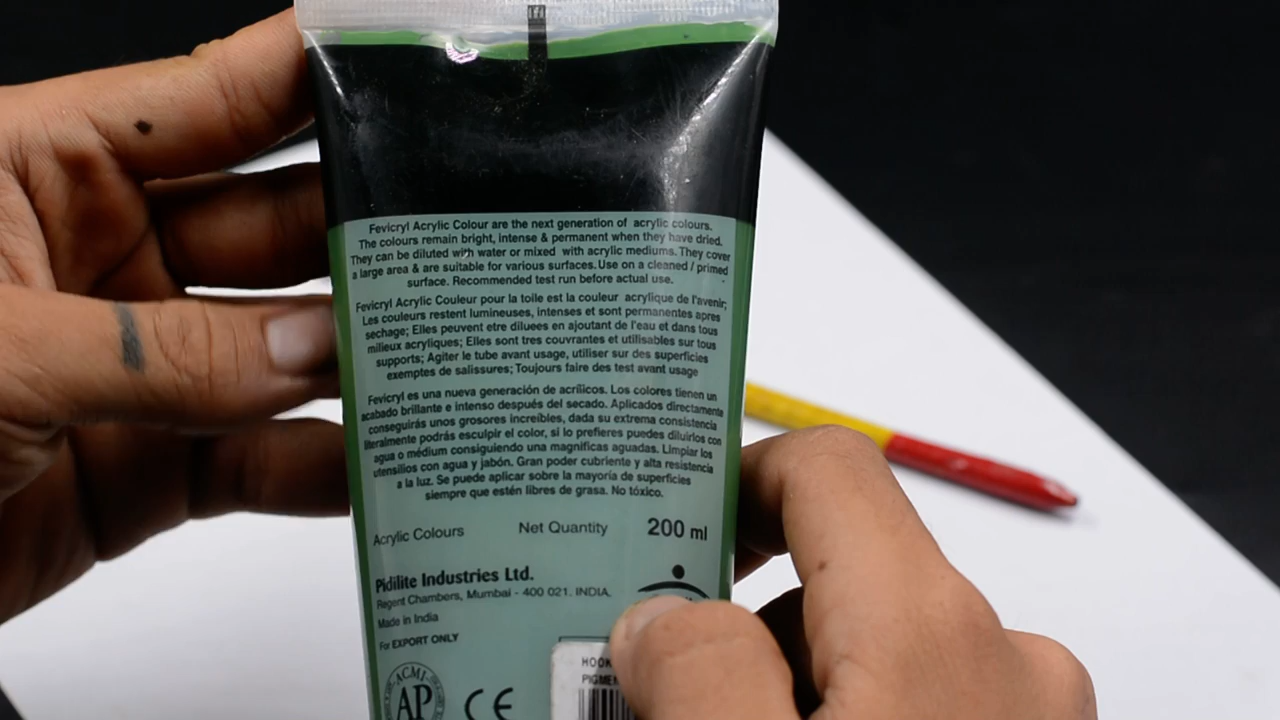 Fevicryl Acrylic Colour are the next generation of acrylic colours.
The colours remain bright, intense & permanent when they have dried.
They can be diluted with water or mixed with acrylic mediums. They cover
a large area & are suitable for various surfaces. Use on a cleaned / primed
surface. Recommended test run before actual use.
Fevicryl Acrylic Couleur pour la toile est la couleur acrylique de l'avenir;
Les couleurs restent lumineuses, intenses et sont permanentes apres
sechage; Elles peuvent etre diluees en ajoutant de l'eau et dans tous
milieux acryliques; Elles sont tres couvrantes et utilisables sur tous
supports; Agiter le tube avant usage, utiliser sur des superficies
exemptes de salissures; Toujours faire des test avant usage
Fevicryl es una nueva generación de acrílicos. Los colores tienen un
acabado brillante e intenso después del secado. Aplicados directamente
conseguirás unos grosores increíbles, dada su extrema consistencia
literalmente podrás esculpir el color, si lo prefieres puedes diluirlos con
agua o médium consiguiendo una magnificas aguadas. Limpiar los
utensilios con agua y jabón. Gran poder cubriente y alta resistencia
a la luz. Se puede aplicar sobre la mayoría de superficies
siempre que estén libres de grasa. No tóxico.
Acrylic Colours Net Quantity 200 ml
Pidilite Industries Ltd.
Regent Chambers, Mumbai - 400 021. INDIA.
Made in India
For EXPORT ONLY
ACMI
AP
CE
HOOK